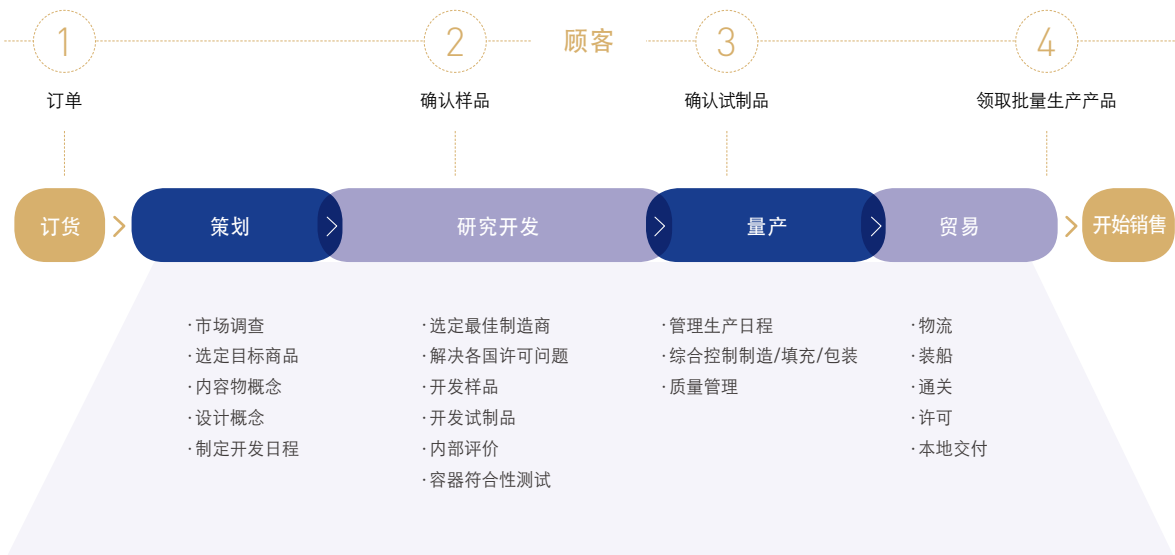 1
2
顾客
3
4
订单
确认样品
确认试制品
领取批量生产产品
订货
策划
研究开发
量产
贸易
开始销售
·市场调查
·选定目标商品
·内容物概念
·设计概念
·制定开发日程
·选定最佳制造商
·解决各国许可问题
·开发样品
·开发试制品
·内部评价
·容器符合性测试
·管理生产日程
·综合控制制造/填充/包装
·质量管理
·物流
·装船
·通关
·许可
·本地交付